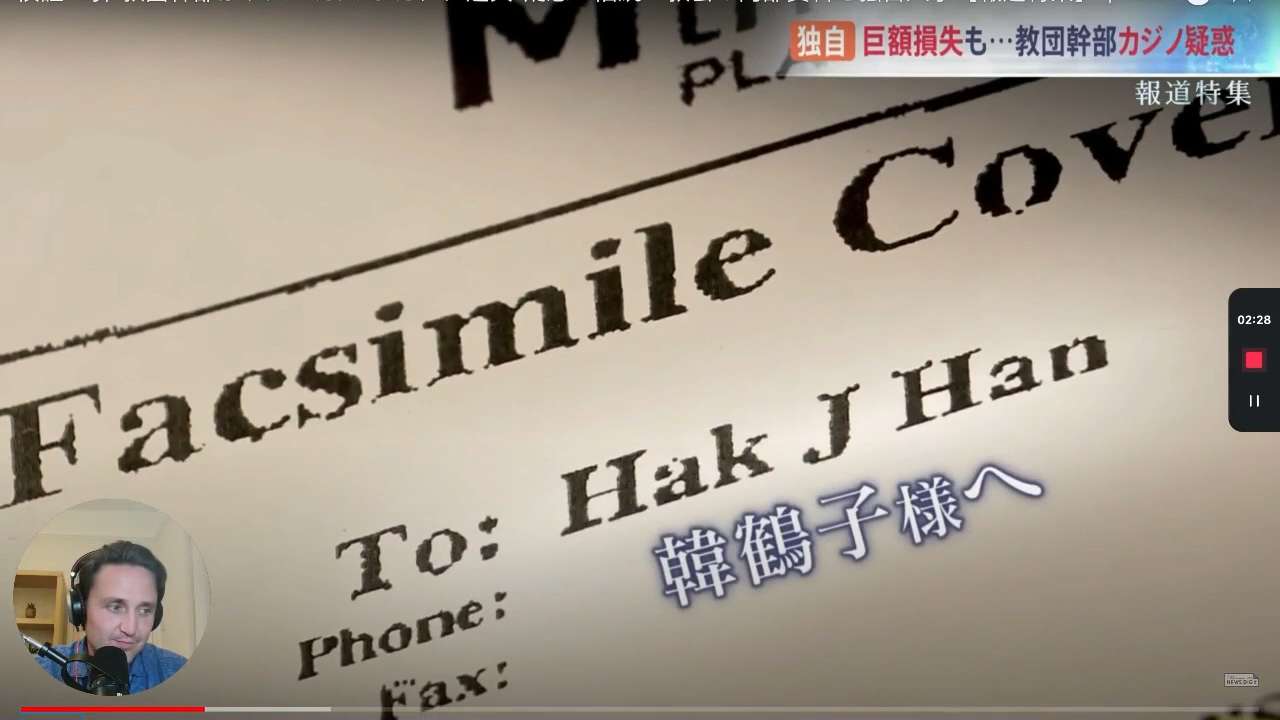 独自 巨額損失も…教団幹部カジノ疑惑
報道特集
Facsimile Cover
To: Hak J Han
韓鶴子様へ
Phone:
Fax:
02:28